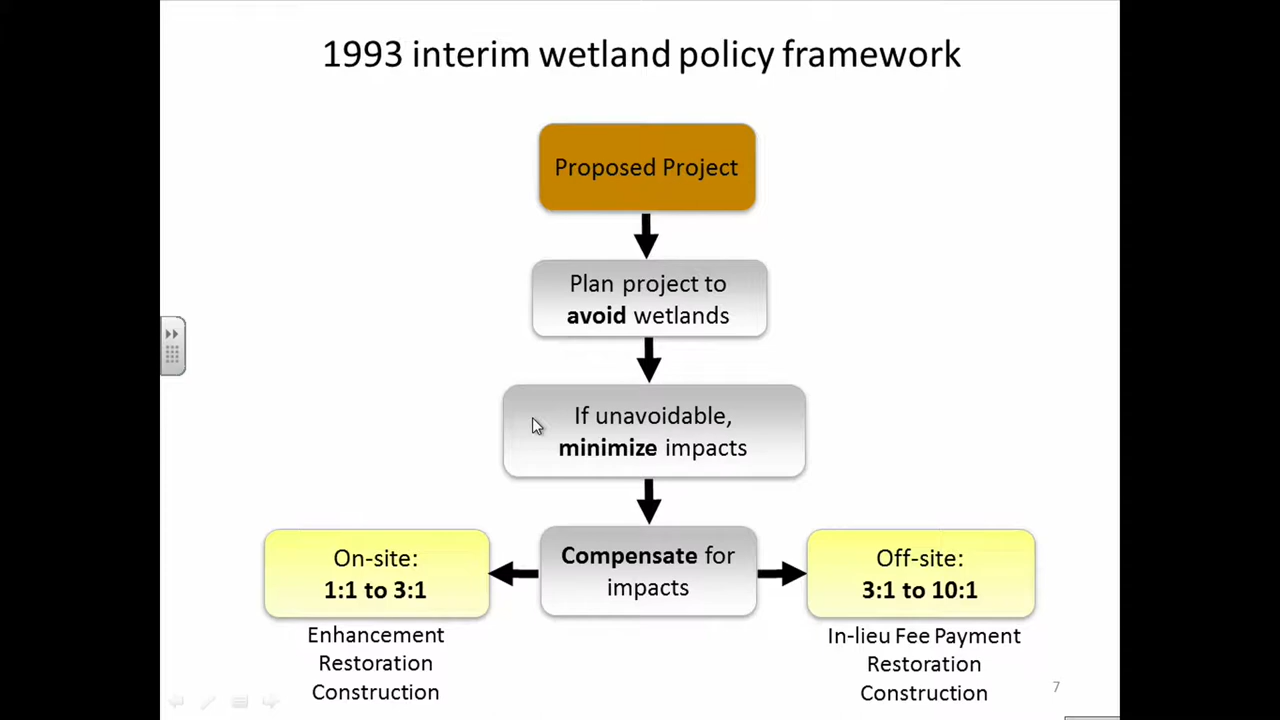 1993 interim wetland policy framework
Proposed Project
Plan project to
avoid wetlands
If unavoidable,
minimize impacts
Compensate for
impacts
On-site:
1:1 to 3:1
Enhancement
Restoration
Construction
Off-site:
3:1 to 10:1
In-lieu Fee Payment
Restoration
Construction
7